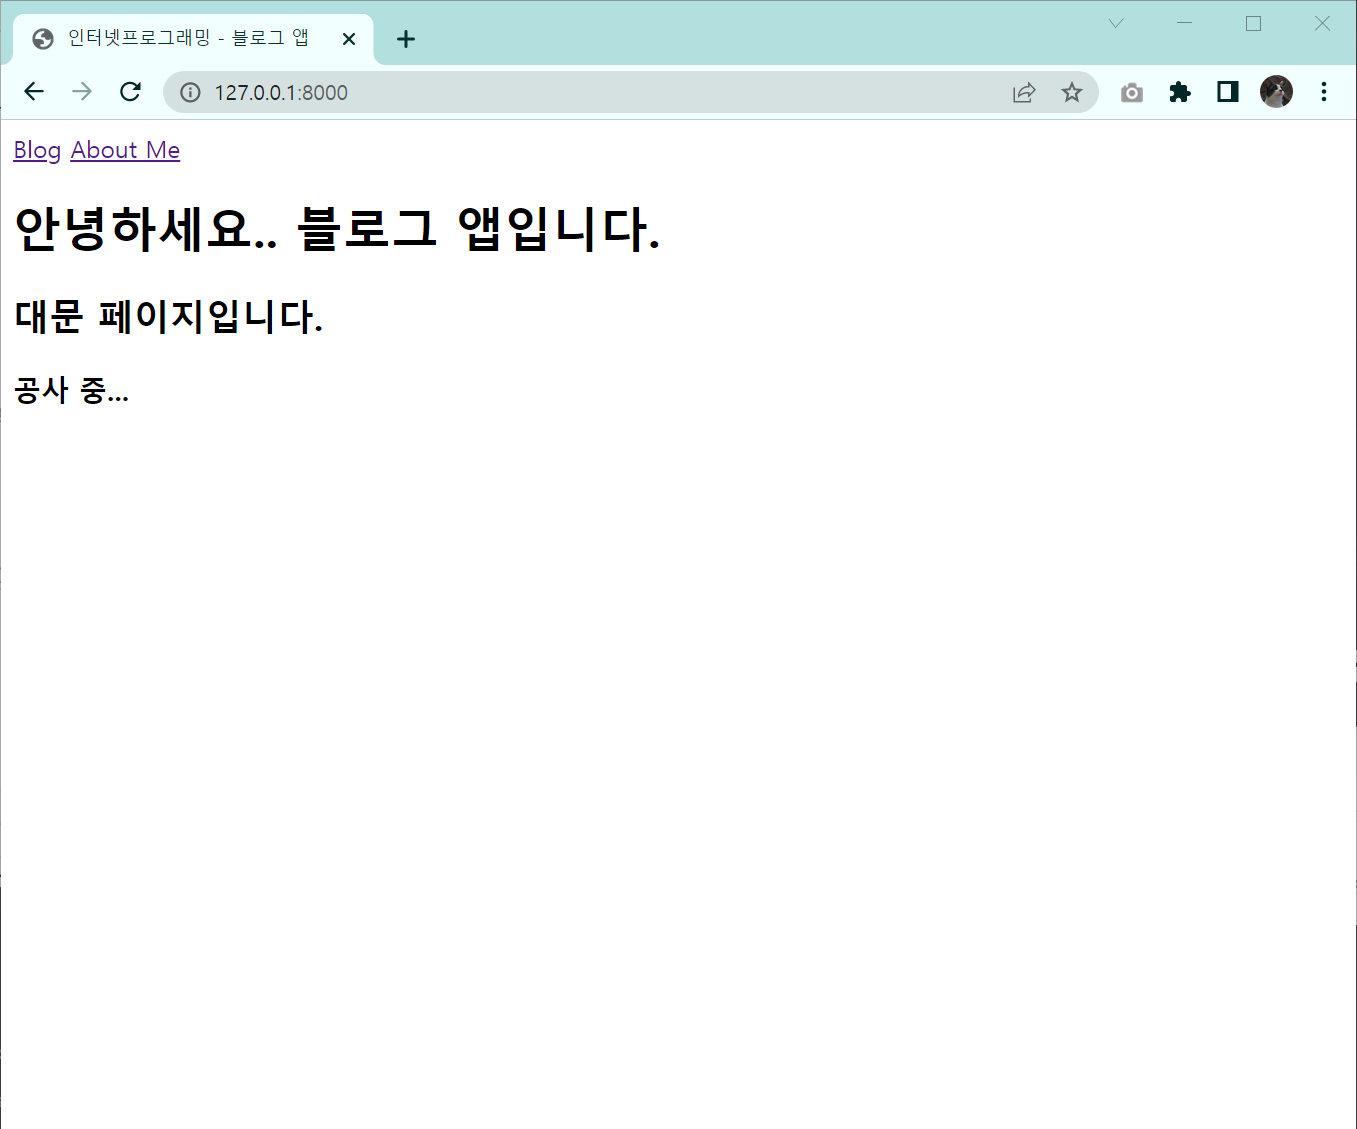 인터넷프로그래밍 - 블로그 앱
127.0.0.1:8000
Blog About Me
안녕하세요.. 블로그 앱입니다.
대문 페이지입니다.
공사 중...